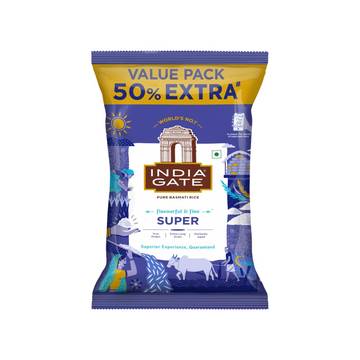 VALUE PACK
50% EXTRA#
WORLD'S NO.1
INDIA
GATE
PURE BASMATI RICE
flavourful & fine
SUPER
Superior Experience, Guaranteed